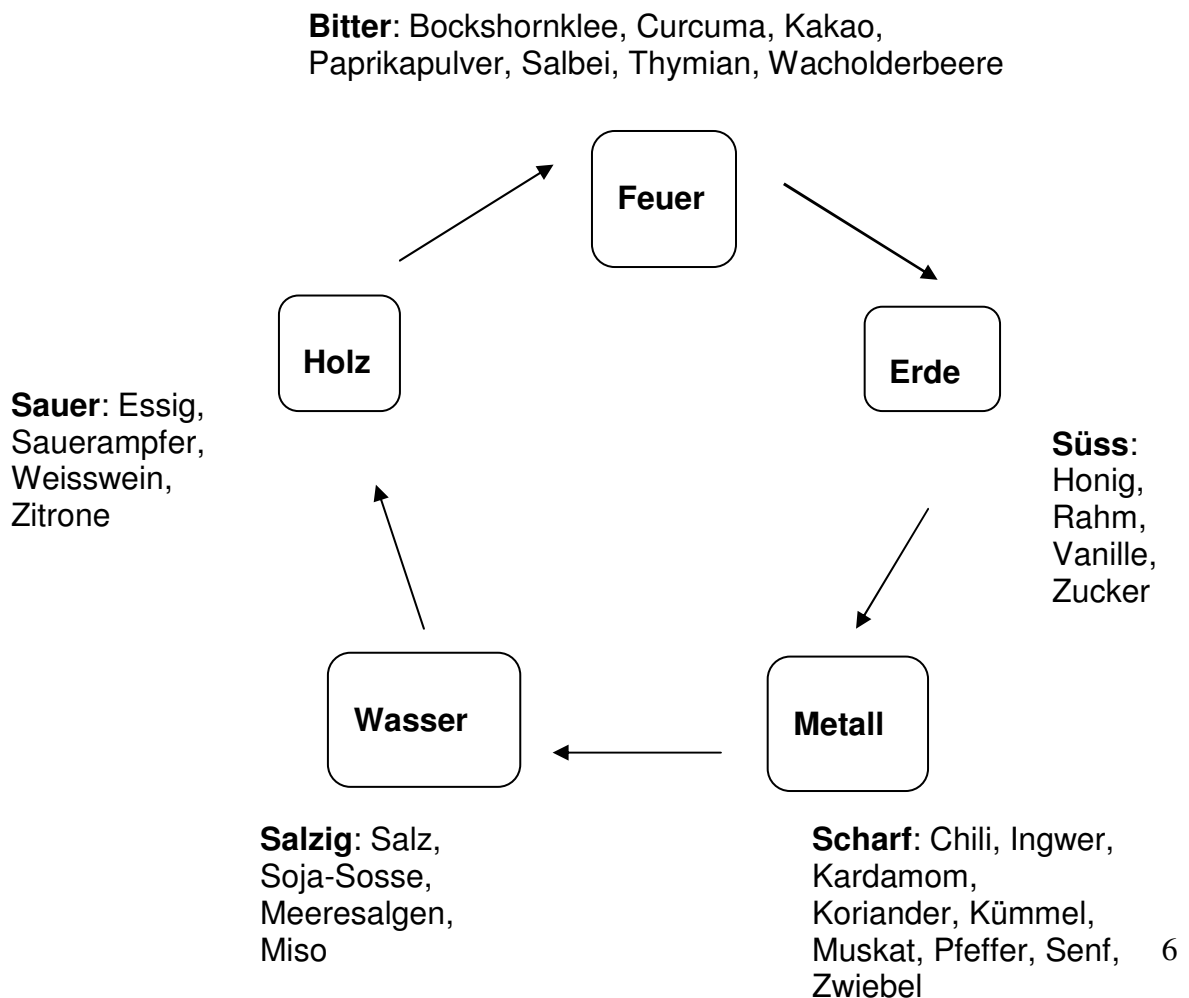 Bitter: Bockshornklee, Curcuma, Kakao,
Paprikapulver, Salbei, Thymian, Wacholderbeere
Feuer
Holz
Erde
Sauer: Essig,
Sauerampfer,
Weisswein,
Zitrone
Süss:
Honig,
Rahm,
Vanille,
Zucker
Wasser
Metall
Salzig: Salz,
Soja-Sosse,
Meeresalgen,
Miso
Scharf: Chili, Ingwer,
Kardamom,
Koriander, Kümmel,
Muskat, Pfeffer, Senf,
Zwiebel
6